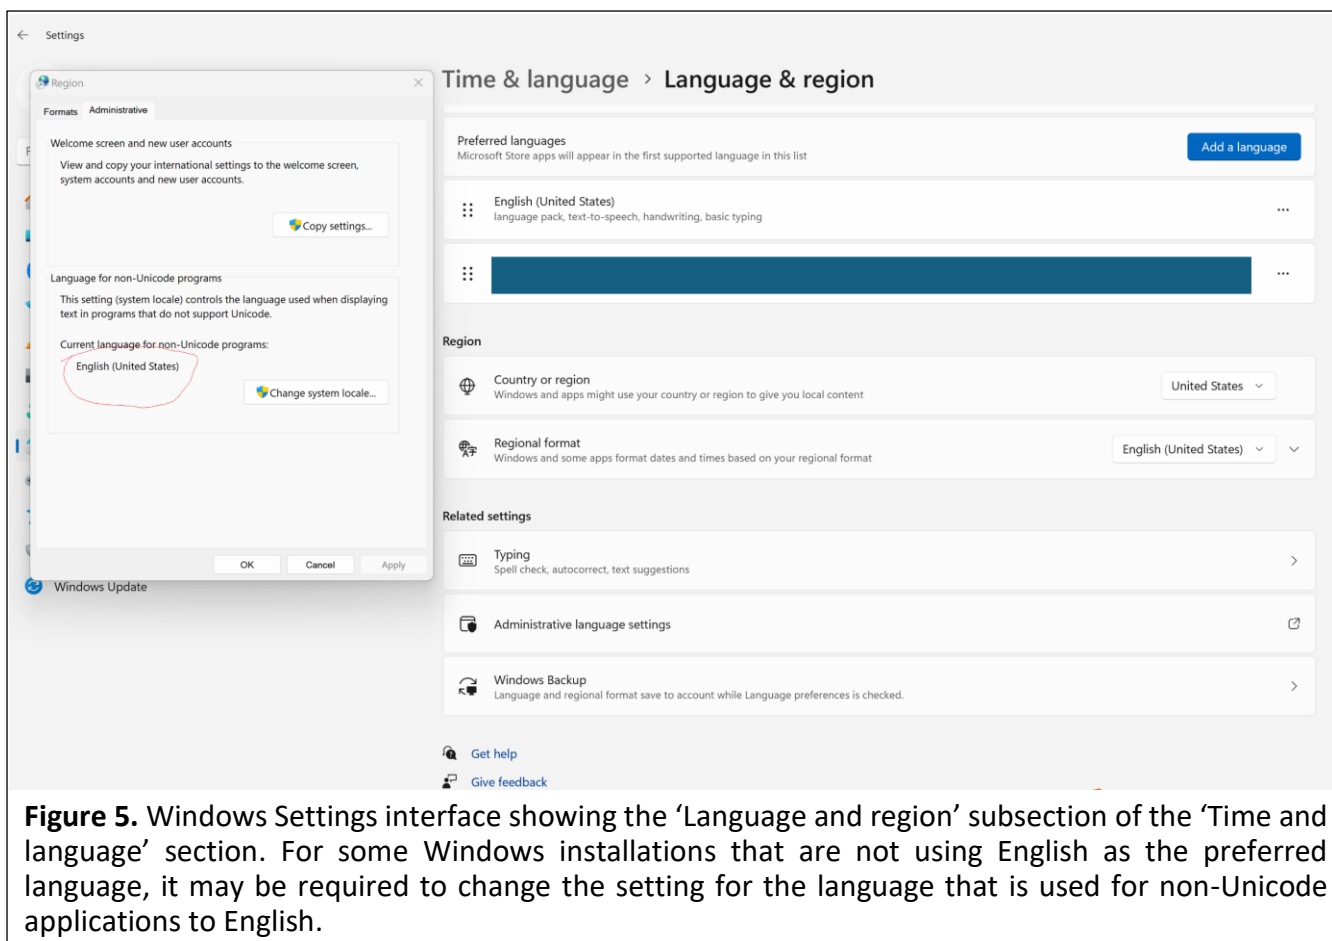 Settings
Region
Formats Administrative
Welcome screen and new user accounts
View and copy your international settings to the welcome screen,
system accounts and new user accounts.
Copy settings...
Language for non-Unicode programs
This setting (system locale) controls the language used when displaying
text in programs that do not support Unicode.
Current language for non-Unicode programs:
English (United States)
Change system locale...
OK Cancel Apply
Windows Update
Time & language > Language & region
Preferred languages
Microsoft Store apps will appear in the first supported language in this list
Add a language
English (United States)
language pack, text-to-speech, handwriting, basic typing
Region
Country or region
Windows and apps might use your country or region to give you local content
United States
Regional format
Windows and some apps format dates and times based on your regional format
English (United States)
Related settings
Typing
Spell check, autocorrect, text suggestions
Administrative language settings
Windows Backup
Language and regional format save to account while Language preferences is checked.
Get help
Give feedback
Figure 5. Windows Settings interface showing the ‘Language and region’ subsection of the ‘Time and
language’ section. For some Windows installations that are not using English as the preferred
language, it may be required to change the setting for the language that is used for non-Unicode
applications to English.